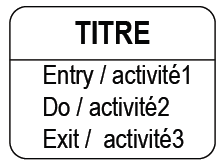 TITRE
Entry / activité1
Do / activité2
Exit / activité3